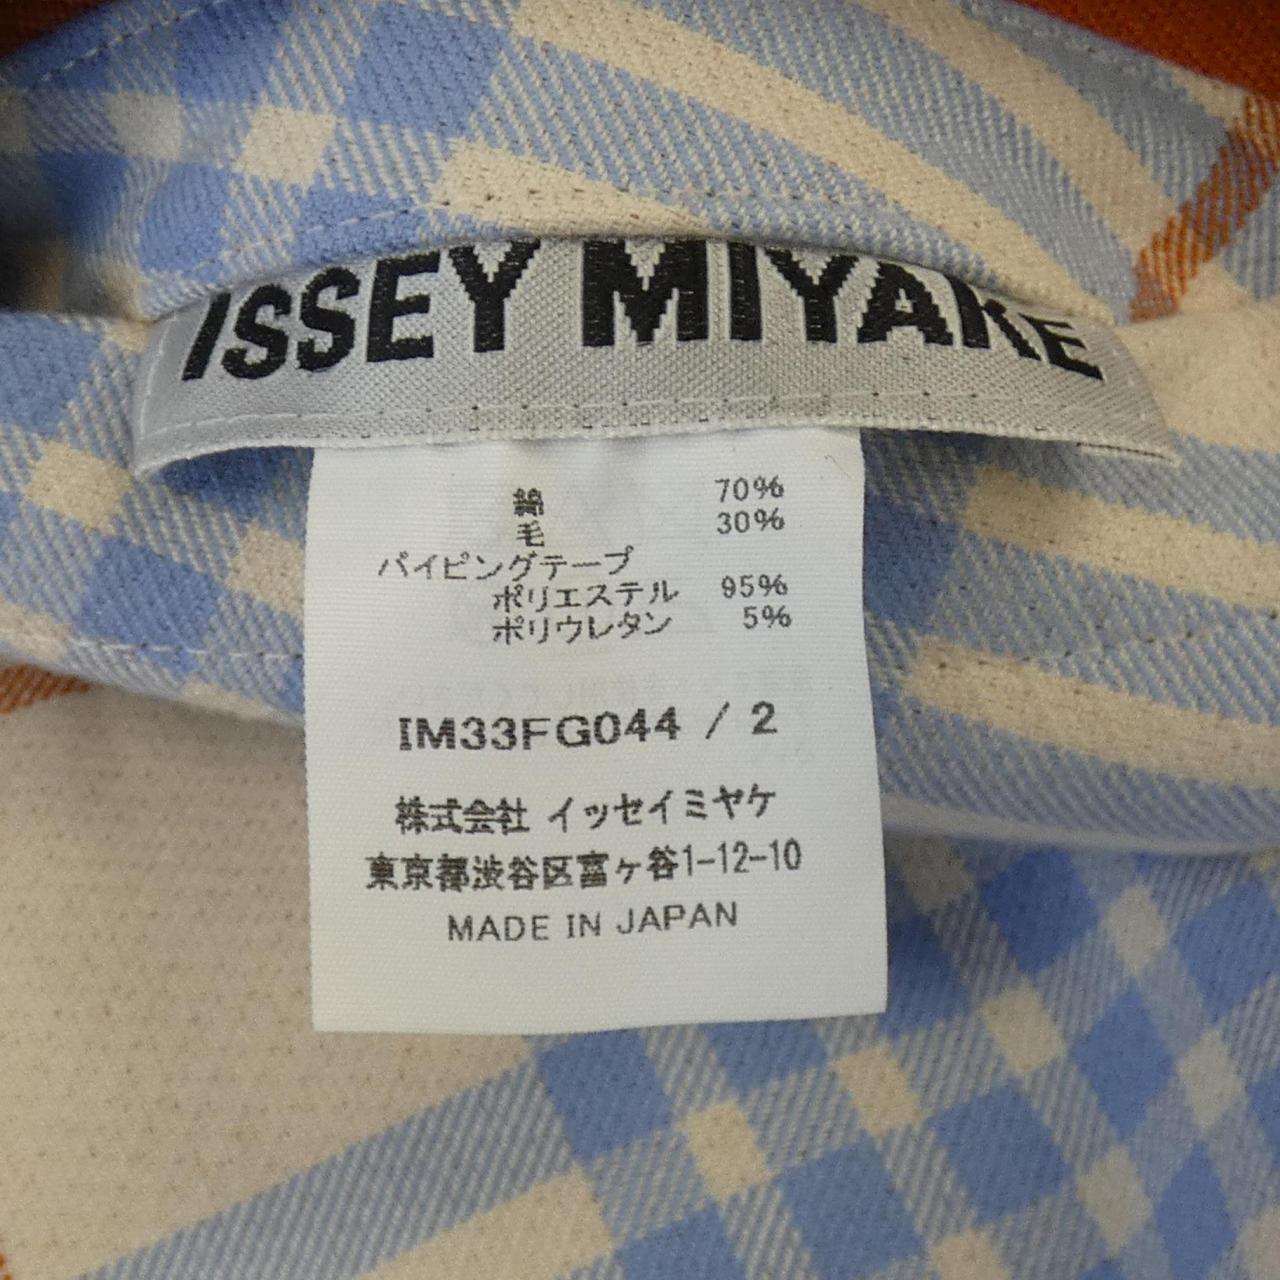 ISSEY MIYAKE
綿 70%
毛 30%
パイピングテープ
ポリエステル 95%
ポリウレタン 5%
IM33FG044 / 2
株式会社 イッセイミヤケ
東京都渋谷区富ヶ谷1-12-10
MADE IN JAPAN